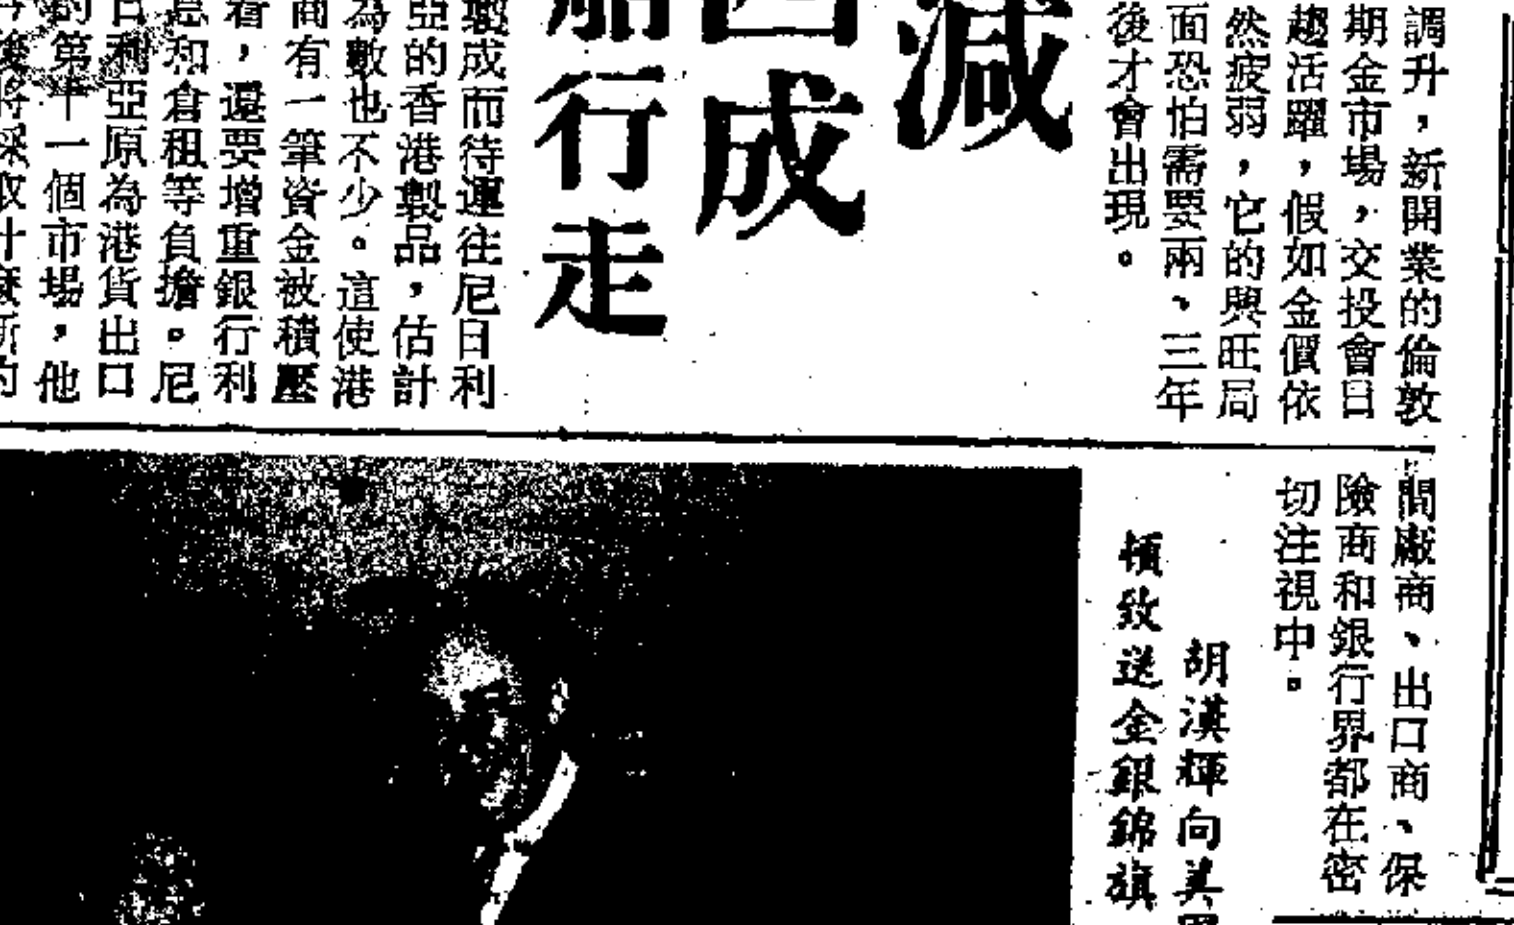 調升，新開業的倫敦
期金市場，交投會日
趨活躍，假如金價依
然疲弱，它的興旺局
面恐怕需要兩、三年
後才會出現。
減
四成
船行走
製成而待運往尼日利
亞的香港製品，估計
為數也不少。這使港
商有一筆資金被積壓
着，還要增重銀行利
息和倉租等負擔。尼
日利亞原為港貨出口
的第十一個市場，他
間廠商、出口商、保
險商和銀行界都在密
切注視中。
胡漢輝向美
頓致送金銀錦旗